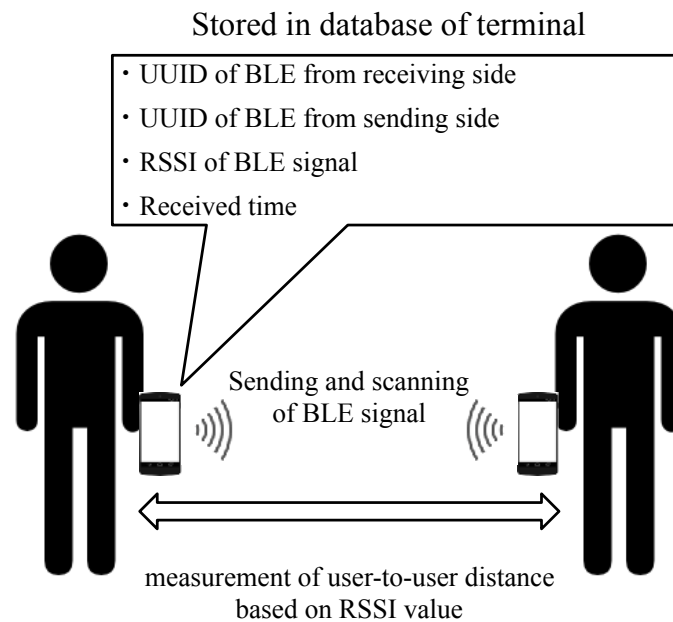 Stored in database of terminal
・UUID of BLE from receiving side
・UUID of BLE from sending side
・RSSI of BLE signal
・Received time
Sending and scanning
of BLE signal
measurement of user-to-user distance
based on RSSI value